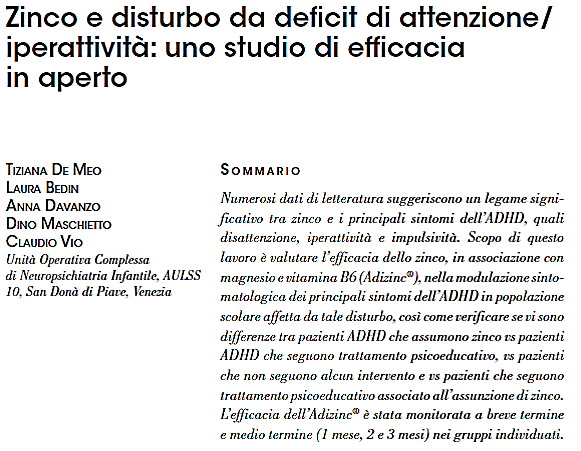 Zinco e disturbo da deficit di attenzione/
iperattività: uno studio di efficacia
in aperto
Tiziana De Meo
Laura Bedin
Anna Davanzo
Dino Maschietto
Claudio Vio
Unità Operativa Complessa
di Neuropsichiatria Infantile, AULSS
10, San Donà di Piave, Venezia
Sommario
Numerosi dati di letteratura suggeriscono un legame signi-
ficativo tra zinco e i principali sintomi dell'ADHD, quali
disattenzione, iperattività e impulsività. Scopo di questo
lavoro è valutare l'efficacia dello zinco, in associazione con
magnesio e vitamina B6 (Adizinc®), nella modulazione sinto-
matologica dei principali sintomi dell'ADHD in popolazione
scolare affetta da tale disturbo, così come verificare se vi sono
differenze tra pazienti ADHD che assumono zinco vs pazienti
ADHD che seguono trattamento psicoeducativo, vs pazienti
che non seguono alcun intervento e vs pazienti che seguono
trattamento psicoeducativo associato all'assunzione di zinco.
L'efficacia dell'Adizinc® è stata monitorata a breve termine
e medio termine (1 mese, 2 e 3 mesi) nei gruppi individuati.